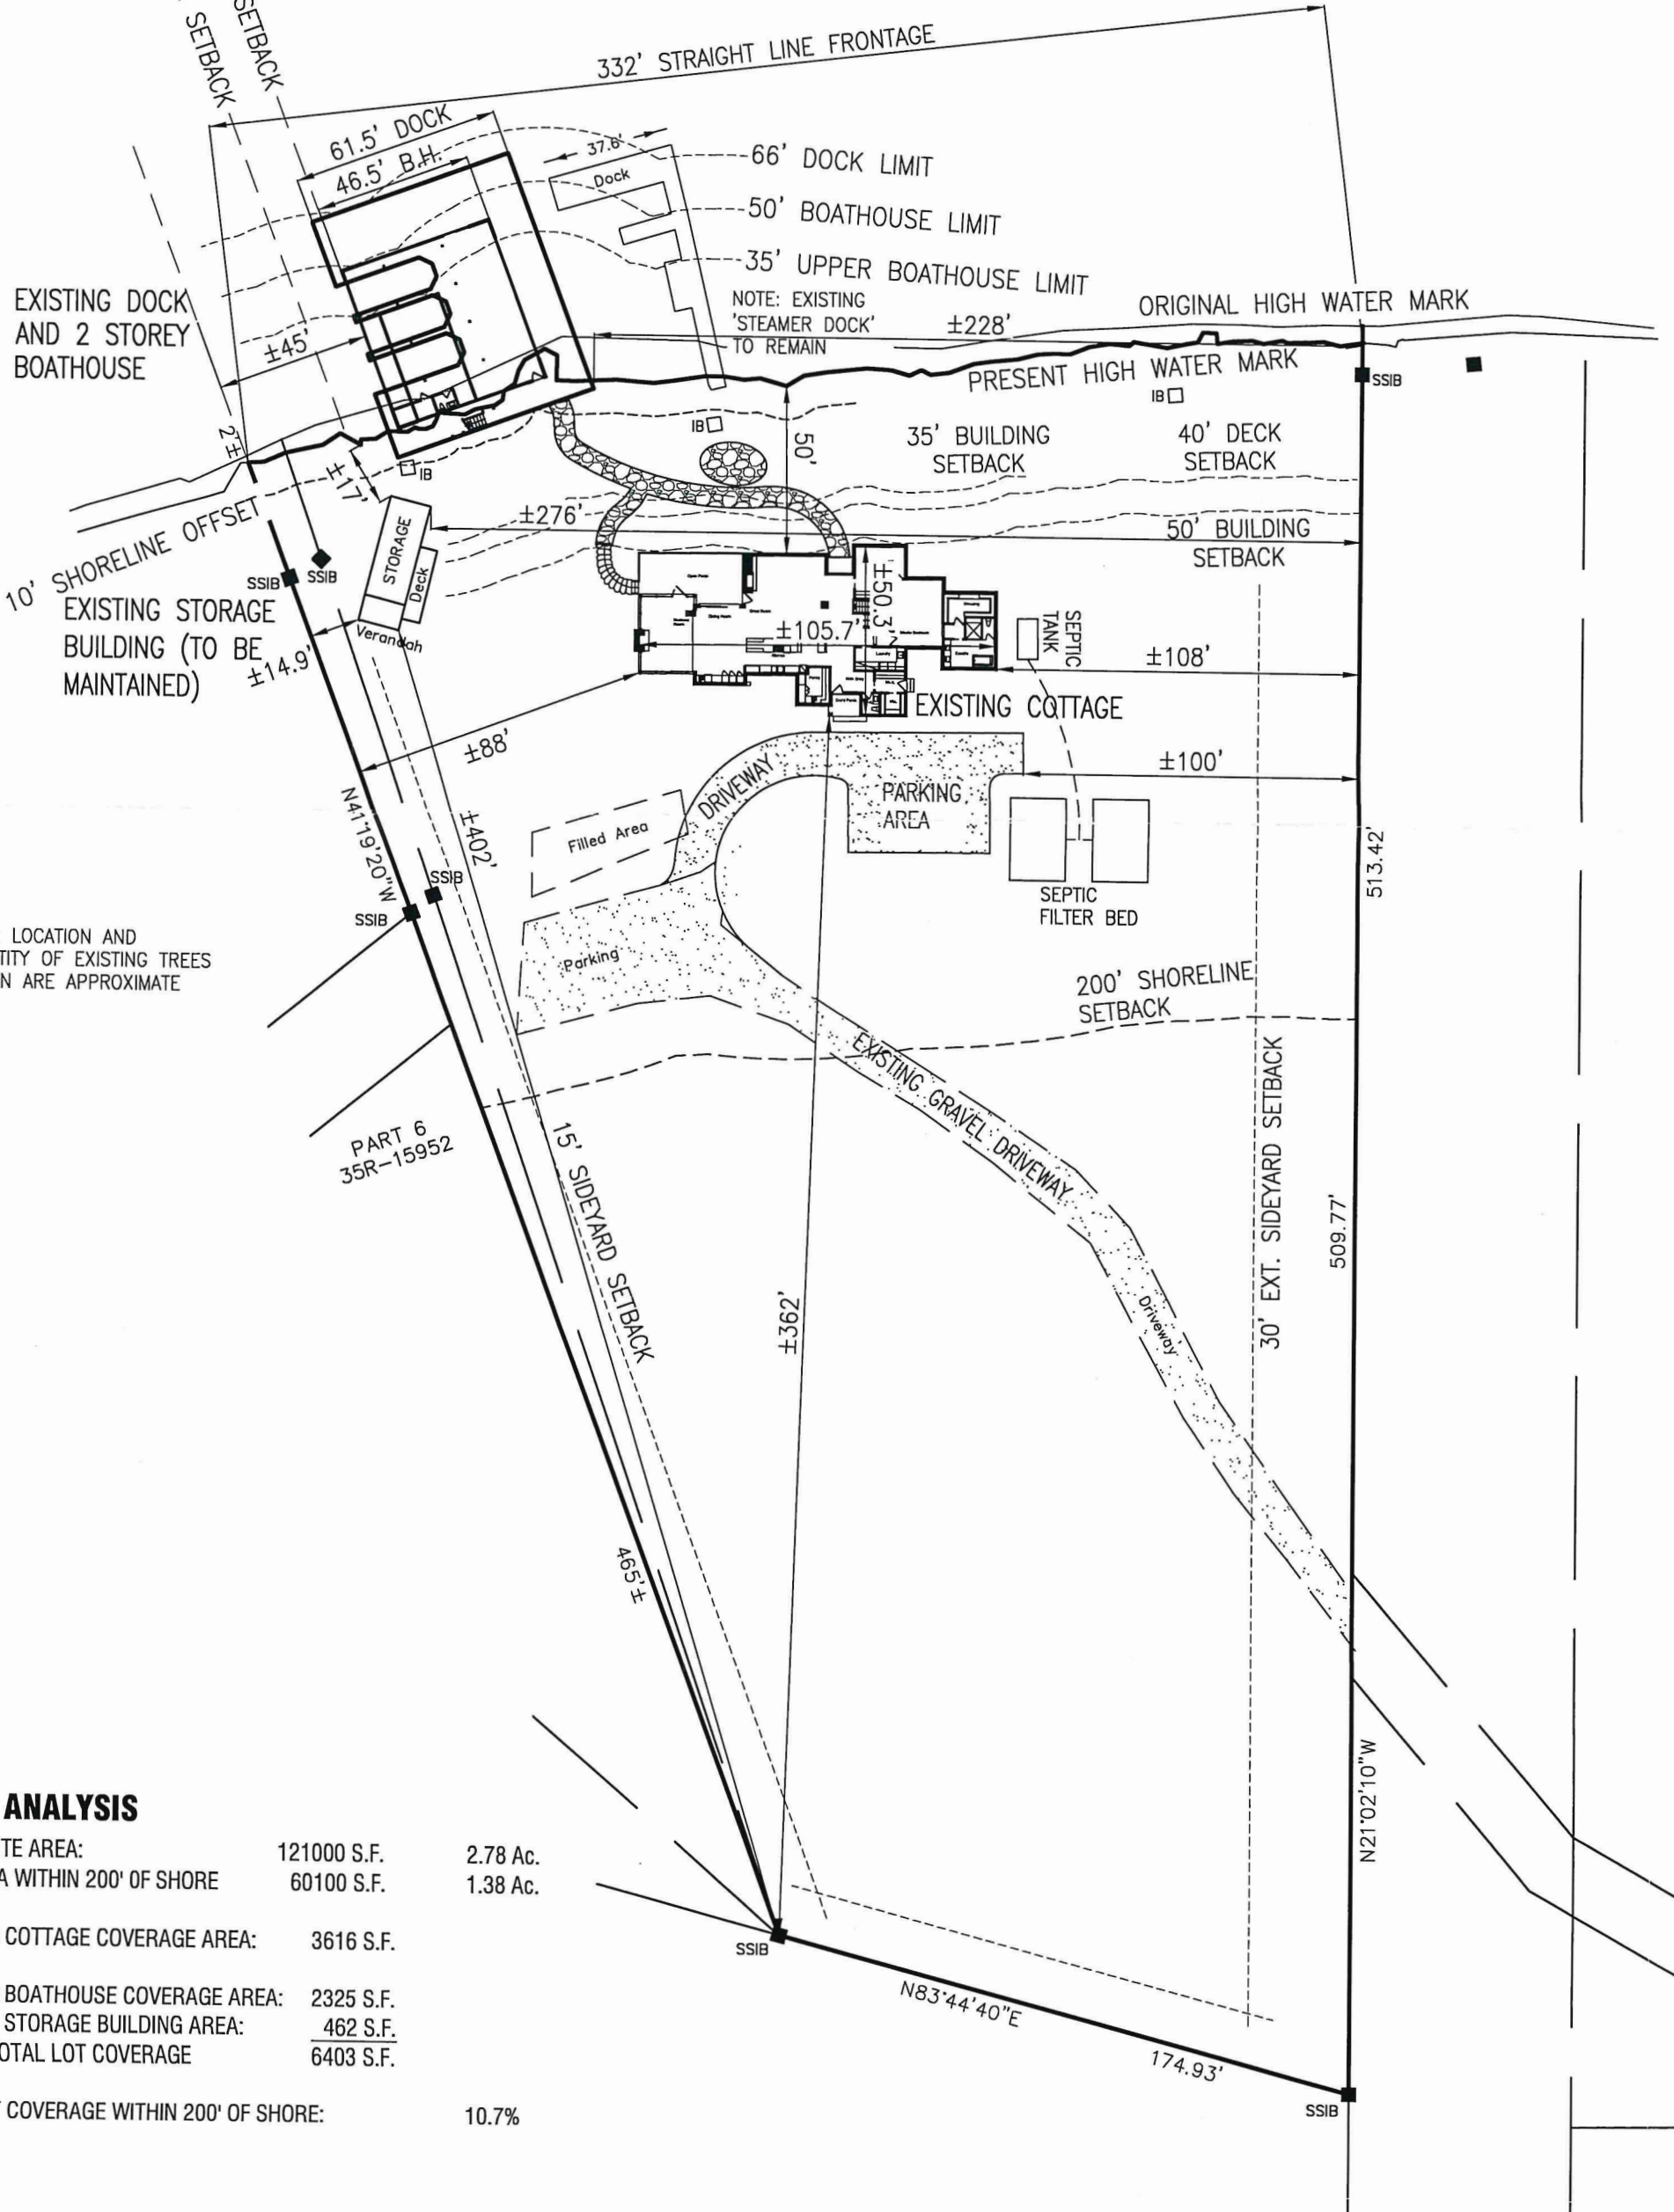 SETBACK
SETBACK
332' STRAIGHT LINE FRONTAGE
61.5' DOCK
46.5' B.H.
37.6'
Dock
66' DOCK LIMIT
50' BOATHOUSE LIMIT
35' UPPER BOATHOUSE LIMIT
EXISTING DOCK
AND 2 STOREY
BOATHOUSE
±45'
NOTE: EXISTING
'STEAMER DOCK'
TO REMAIN
±228'
ORIGINAL HIGH WATER MARK
PRESENT HIGH WATER MARK
SSIB
IB
2'±
±17'
IB
IB
50'
35' BUILDING
SETBACK
40' DECK
SETBACK
10' SHORELINE OFFSET
±276'
50' BUILDING
SETBACK
STORAGE
Deck
Verandah
SSIB
SSIB
EXISTING STORAGE
BUILDING (TO BE
MAINTAINED)
±14.9'
±50.3'
±105.7'
SEPTIC
TANK
±108'
EXISTING COTTAGE
±88'
DRIVEWAY
PARKING
AREA
±100'
Filled Area
N41°19'20"W
±402'
SSIB
SSIB
SEPTIC
FILTER BED
513.42'
LOCATION AND
TITY OF EXISTING TREES
N ARE APPROXIMATE
Parking
200' SHORELINE
SETBACK
EXISTING GRAVEL DRIVEWAY
PART 6
35R-15952
15' SIDEYARD SETBACK
30' EXT. SIDEYARD SETBACK
509.77'
±362'
Driveway
465'±
N21°02'10"W
ANALYSIS
TE AREA: 121000 S.F. 2.78 Ac.
A WITHIN 200' OF SHORE 60100 S.F. 1.38 Ac.
COTTAGE COVERAGE AREA: 3616 S.F.
BOATHOUSE COVERAGE AREA: 2325 S.F.
STORAGE BUILDING AREA: 462 S.F.
OTAL LOT COVERAGE 6403 S.F.
COVERAGE WITHIN 200' OF SHORE: 10.7%
SSIB
N83°44'40"E
174.93'
SSIB